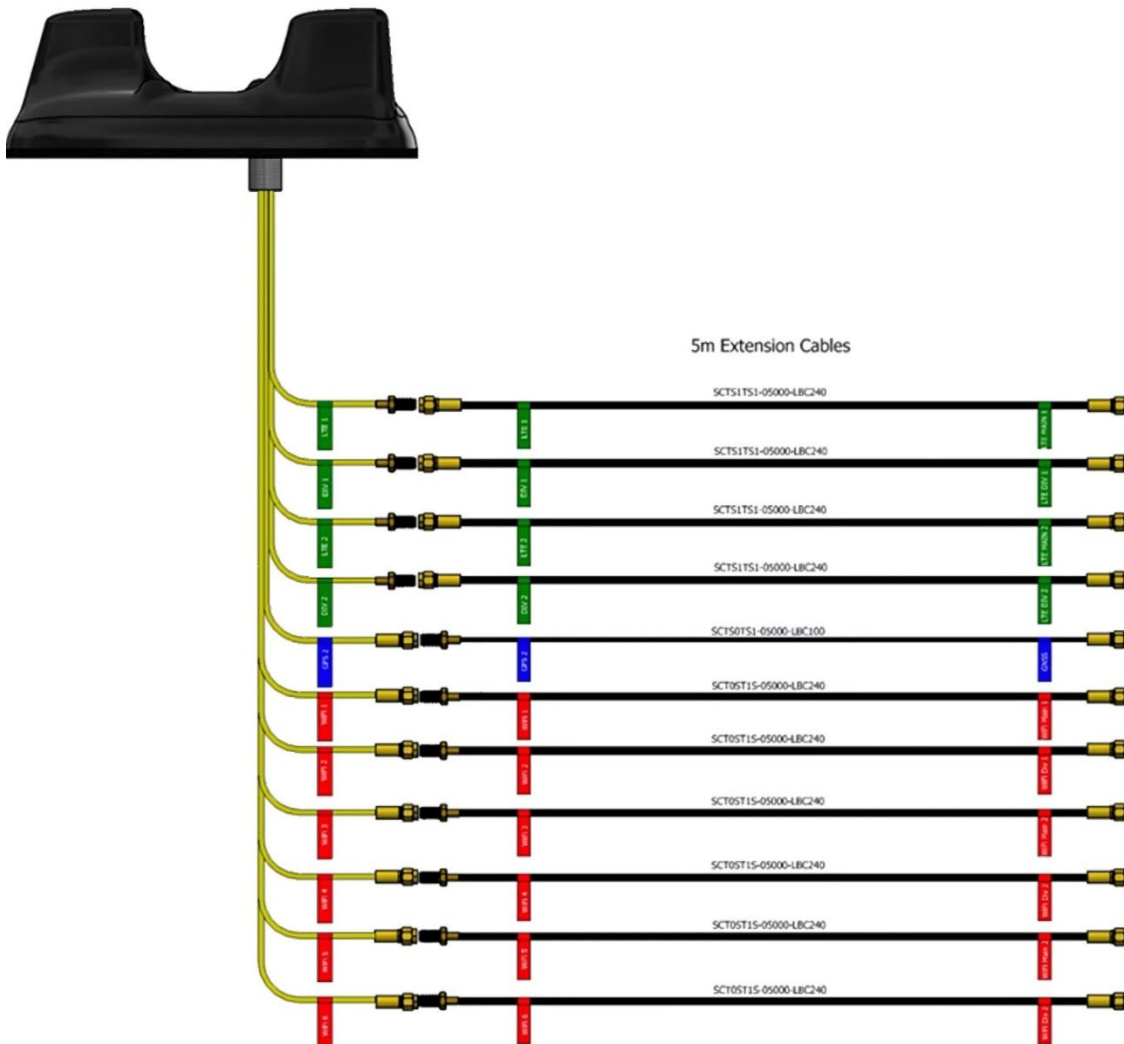 5m Extension Cables
SCTS1TS1-05000-LBC240
LTE 1
LTE 1
LTE MAIN 1
SCTS1TS1-05000-LBC240
DIV 1
DIV 1
LTE DIV 1
SCTS1TS1-05000-LBC240
LTE 2
LTE 2
LTE MAIN 2
SCTS1TS1-05000-LBC240
DIV 2
DIV 2
LTE DIV 2
SCTS0TS1-05000-LBC100
GPS 2
GPS 2
GNSS
SCT0ST1S-05000-LBC240
WiFi 1
WiFi 1
WiFi Main 1
SCT0ST1S-05000-LBC240
WiFi 2
WiFi 2
WiFi Div 1
SCT0ST1S-05000-LBC240
WiFi 3
WiFi 3
WiFi Main 2
SCT0ST1S-05000-LBC240
WiFi 4
WiFi 4
WiFi Div 2
SCT0ST1S-05000-LBC240
WiFi 5
WiFi 5
WiFi Main 2
SCT0ST1S-05000-LBC240
WiFi 6
WiFi 6
WiFi Div 2